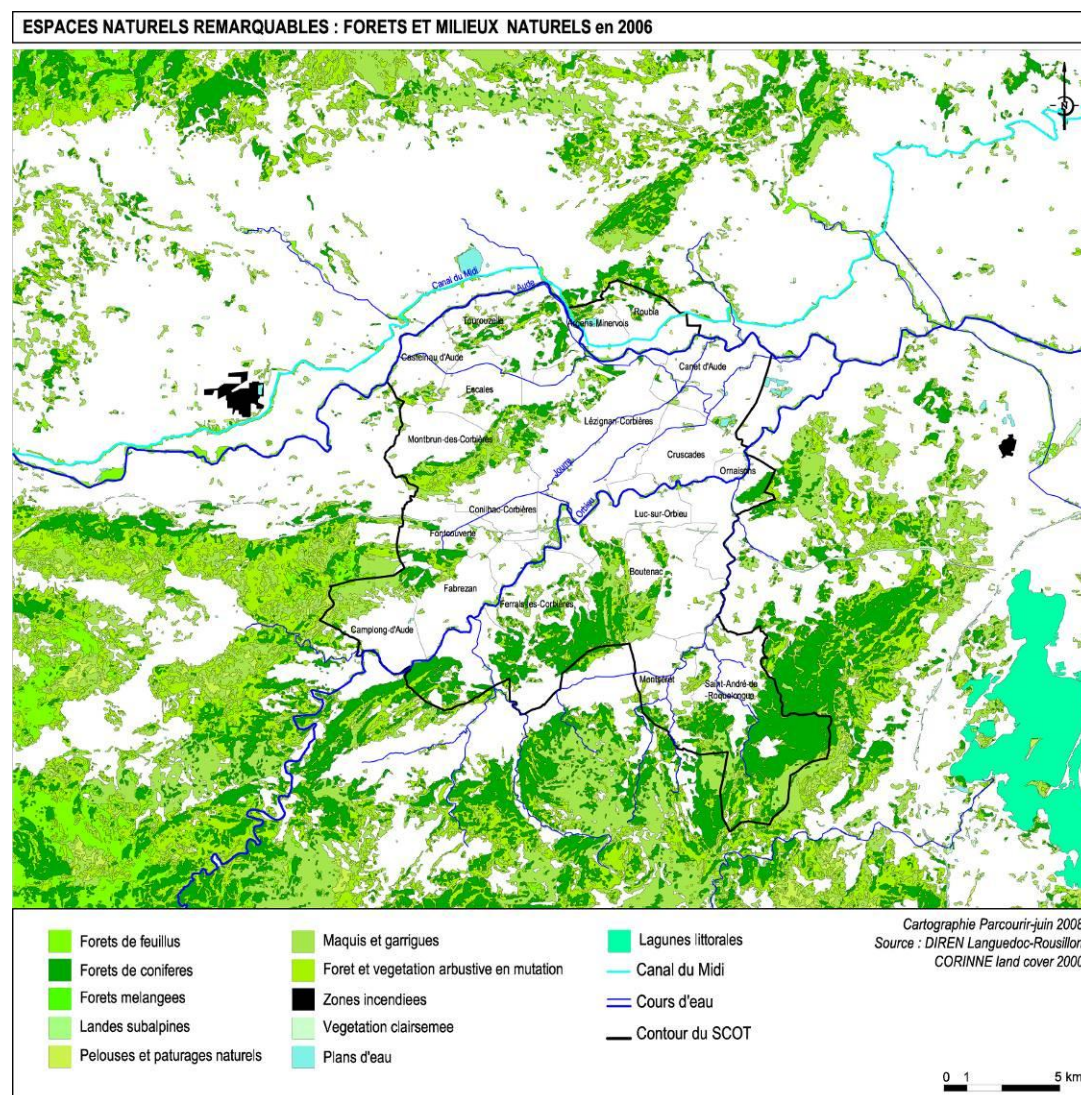 ESPACES NATURELS REMARQUABLES : FORETS ET MILIEUX NATURELS en 2006
N
Canal du Midi
Aude
Roubia
Tourouzelle
Argens-Minervois
Castelnau d'Aude
Canet d'Aude
Escales
Lézignan-Corbières
Montbrun-des-Corbières
Cruscades
Jourre
Ornaisons
Orbieu
Conilhac-Corbières
Luc-sur-Orbieu
Fontcouverte
Boutenac
Fabrezan
Ferrals-les-Corbières
Camplong-d'Aude
Montséret
Saint-André-de
-Roquelongue
Forets de feuillus
Forets de coniferes
Forets melangees
Landes subalpines
Pelouses et paturages naturels
Maquis et garrigues
Foret et vegetation arbustive en mutation
Zones incendiees
Vegetation clairsemee
Plans d'eau
Lagunes littorales
Canal du Midi
Cours d'eau
Contour du SCOT
Cartographie Parcourir-juin 2008
Source : DIREN Languedoc-Rousillon
CORINNE land cover 2000
0 1 5 km